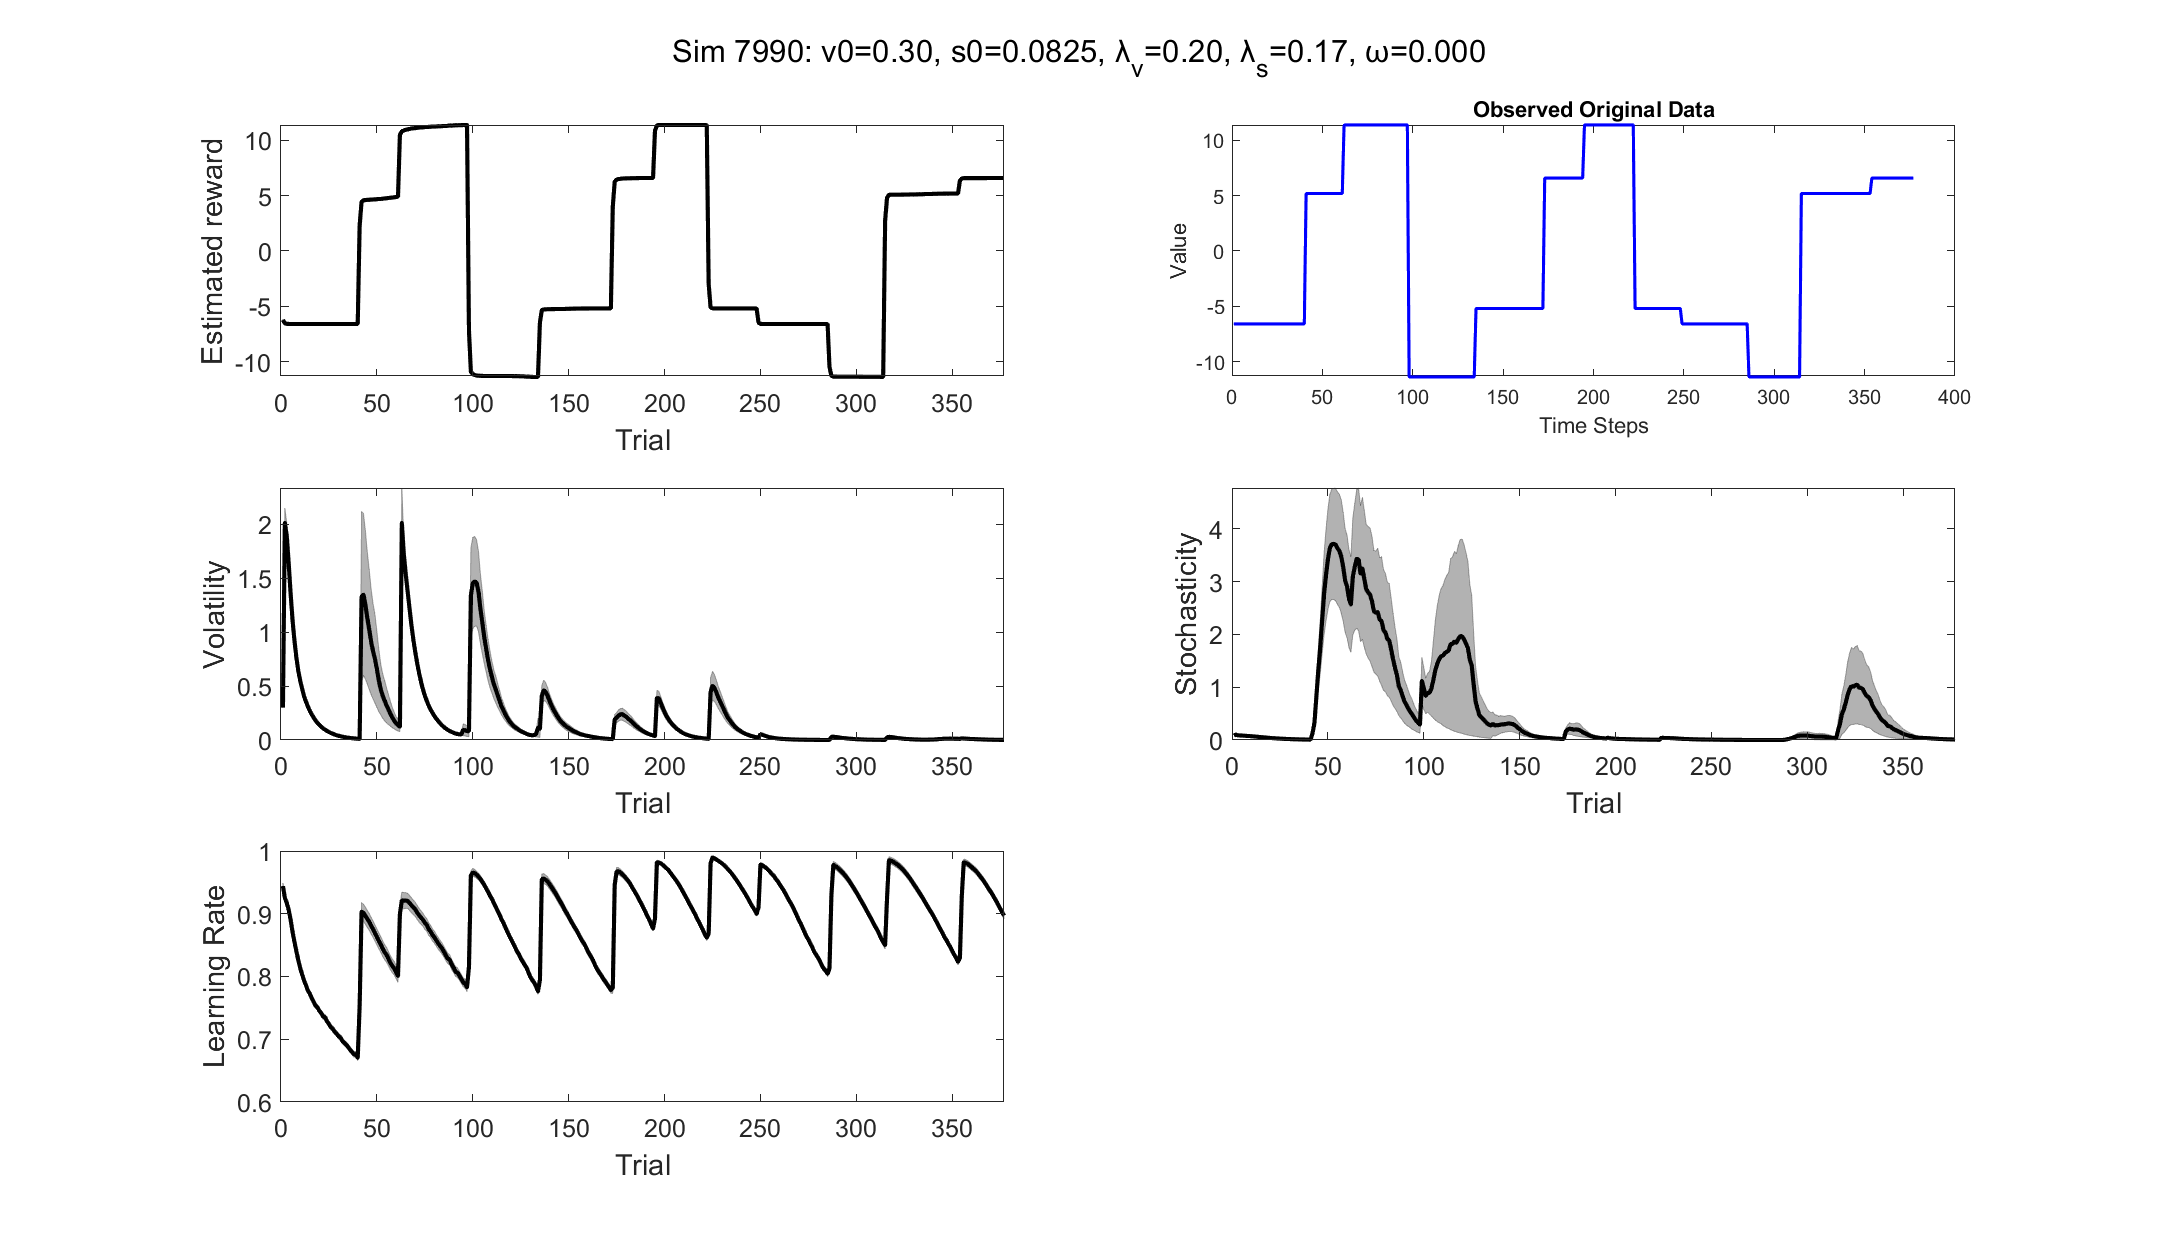 Sim 7990: v0=0.30, s0=0.0825, λ_v=0.20, λ_s=0.17, ω=0.000
Estimated reward
10
5
0
-5
-10
0 50 100 150 200 250 300 350
Trial
Observed Original Data
Value
10
5
0
-5
-10
0 50 100 150 200 250 300 350 400
Time Steps
Volatility
2
1.5
1
0.5
0
0 50 100 150 200 250 300 350
Trial
Stochasticity
4
3
2
1
0
0 50 100 150 200 250 300 350
Trial
Learning Rate
1
0.9
0.8
0.7
0.6
0 50 100 150 200 250 300 350
Trial